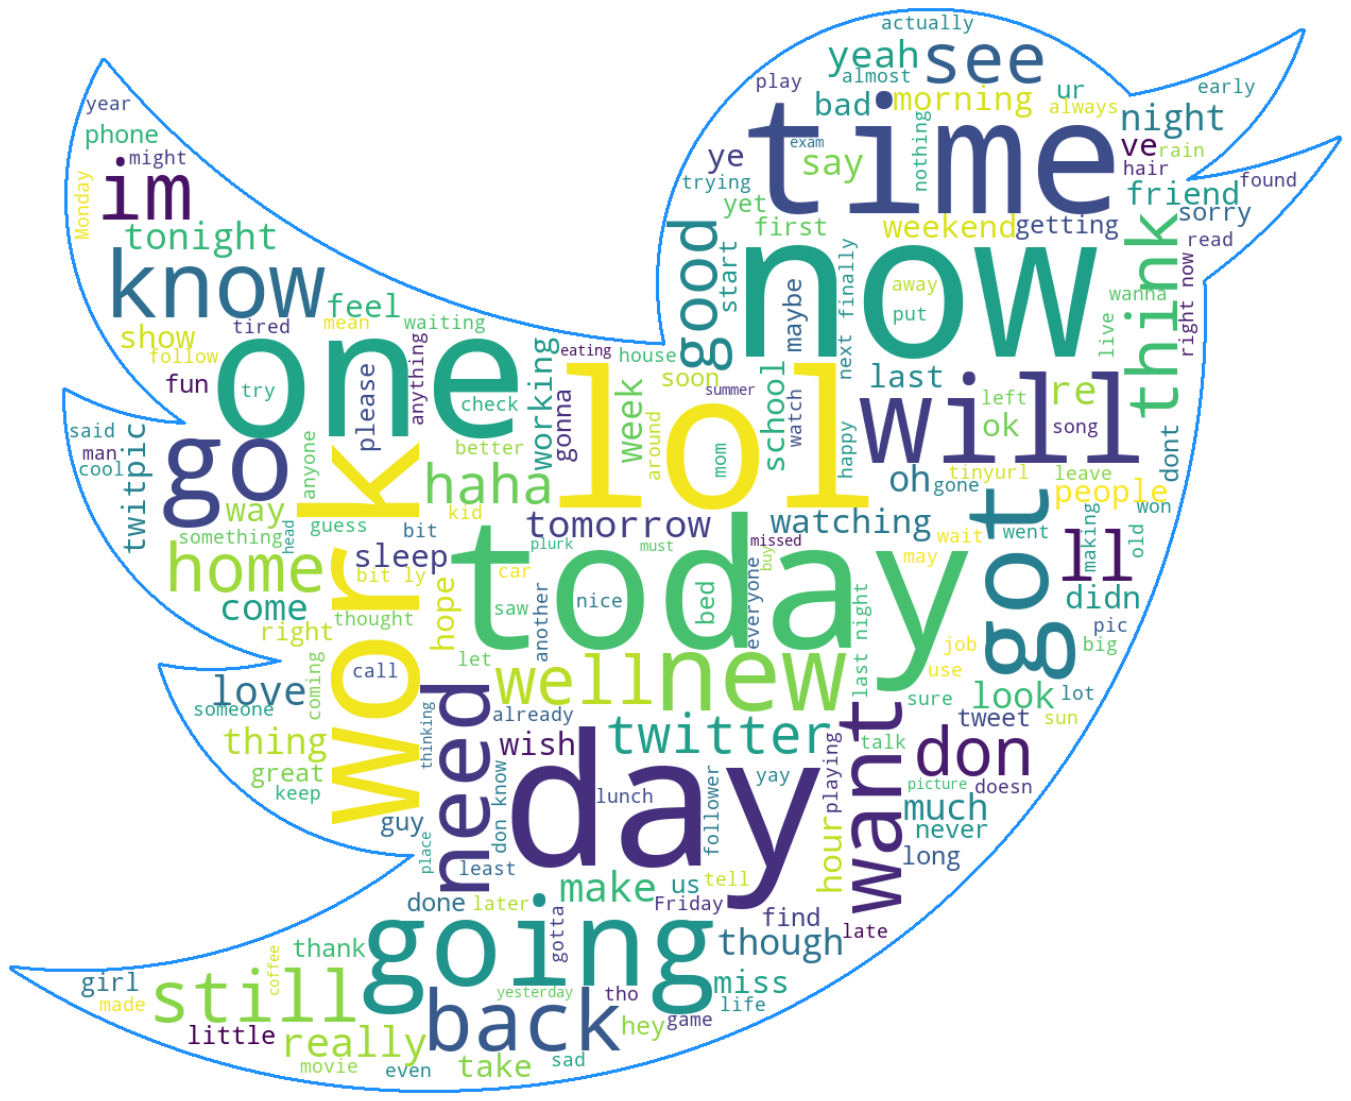 actually
yeah
see
almost
play
bad
morning
ur
always
early
year
phone
might
im
Monday
tonight
know
time
exam
nothing
night
ye
say
trying
ve
rain
hair
found
friend
sorry
yet
first
weekend
getting
read
good
start
now
away
put
finally
next
maybe
think
wanna
live
right now
feel
show
tired
mean
waiting
follow
fun
one
try
please
anything
check
working
eating
gonna
house
soon
week
around
summer
lol
mom
school
watch
happy
last
will
left
re
ok
song
said
man
cool
twitpic
go
way
anyone
work
better
haha
kid
oh
gone
tinyurl
leave
people
dont
won
something
guess
head
bit
tomorrow
watching
got
went
making
old
home
sleep
bit ly
plurk
must
missed
buy
may
wait
ll
today
car
saw
nice
bed
everyone
another
come
thought
hope
didn
pic
right
let
last night
job
big
coming
call
love
someone
well
new
use
sure
look
lot
need
already
thing
thinking
wish
twitter
want
talk
tweet
sun
great
keep
day
lunch
yay
playing
don
picture
doesn
follower
guy
don know
much
never
place
least
hour
long
make
us
tell
done
later
Friday
find
going
gotta
though
late
thank
coffee
girl
made
still
yesterday
tho
miss
life
little
really
back
hey
game
movie
even
take
sad